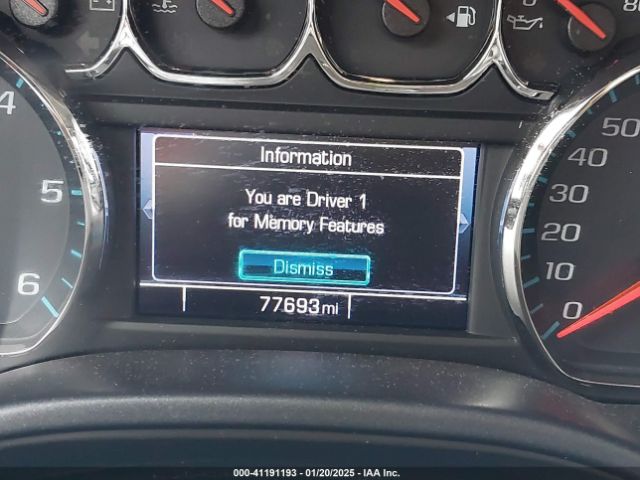 80
4
5
6
50
40
30
20
10
0
Information
You are Driver 1
for Memory Features
Dismiss
77693mi
000-41191193 - 01/20/2025 - IAA Inc.